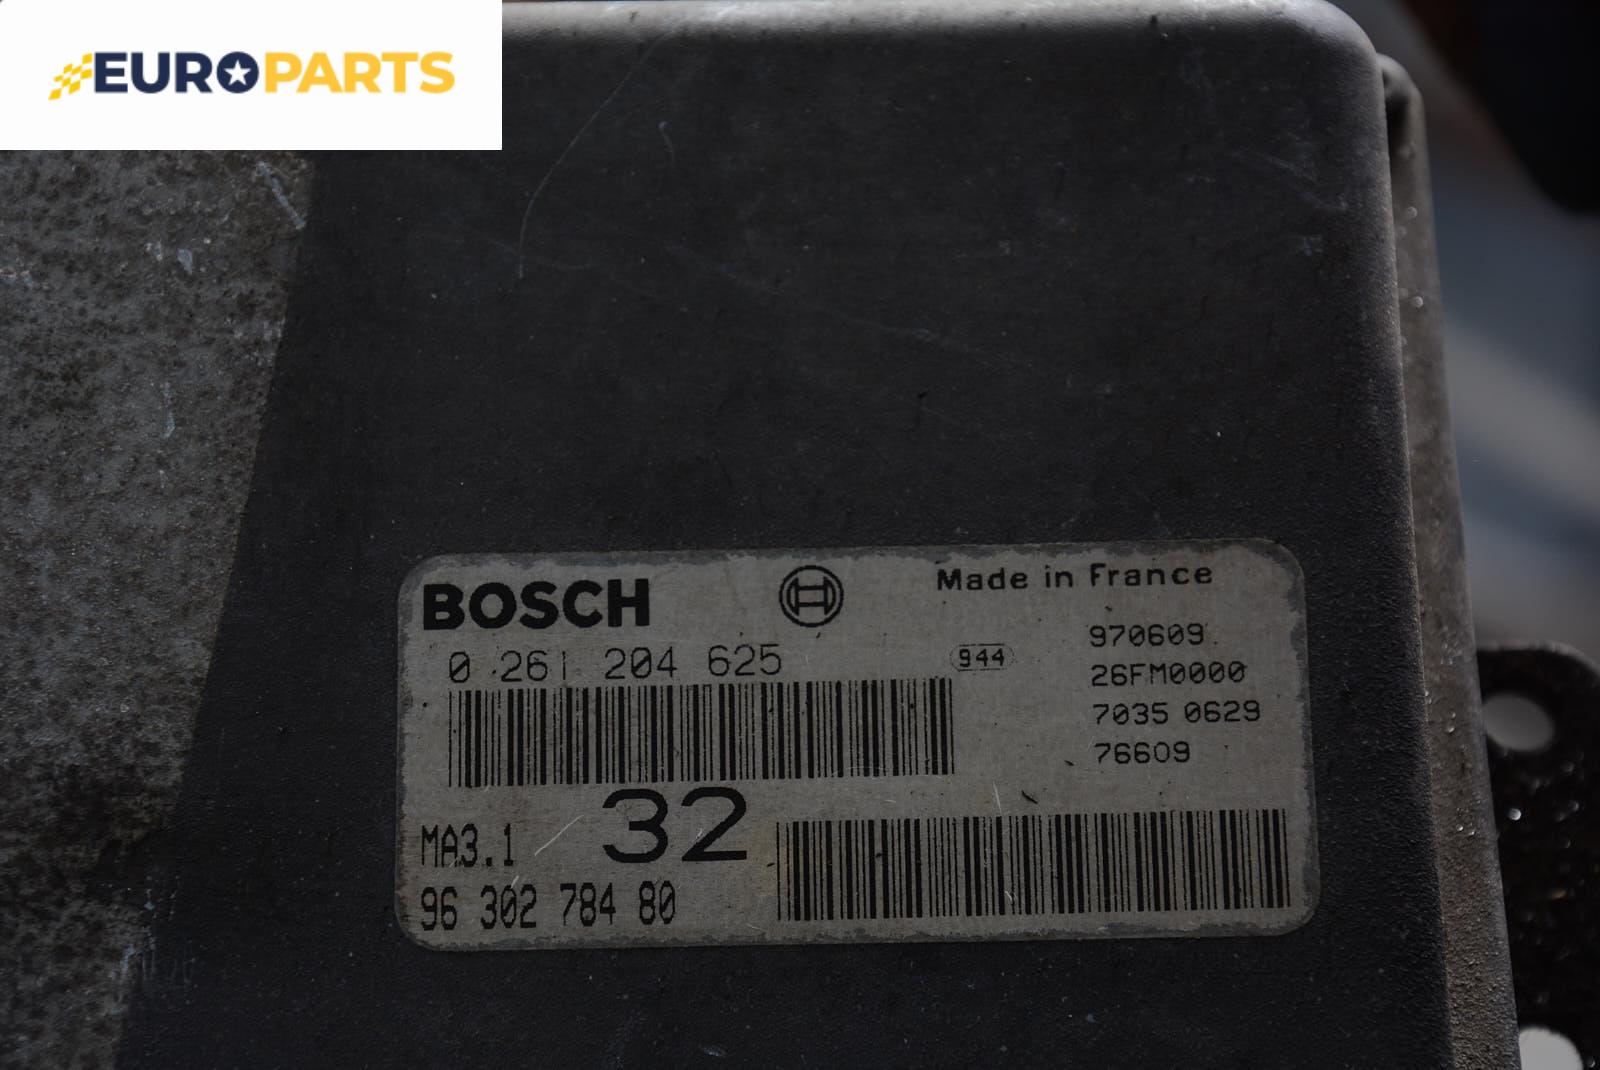 EUROPARTS
BOSCH
Made in France
0 261 204 625
944
970609
26FM0000
7035 0629
76609
MA3.1
32
96 302 784 80